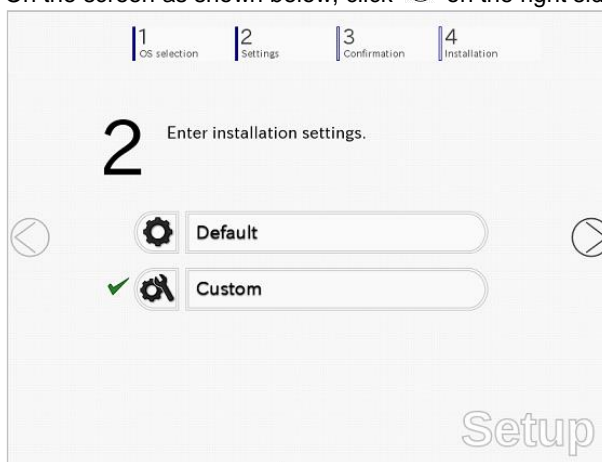 On the screen as shown below, click on the right sid
1 2 3 4
OS selection Settings Confirmation Installation
2 Enter installation settings.
Default
Custom
Setup